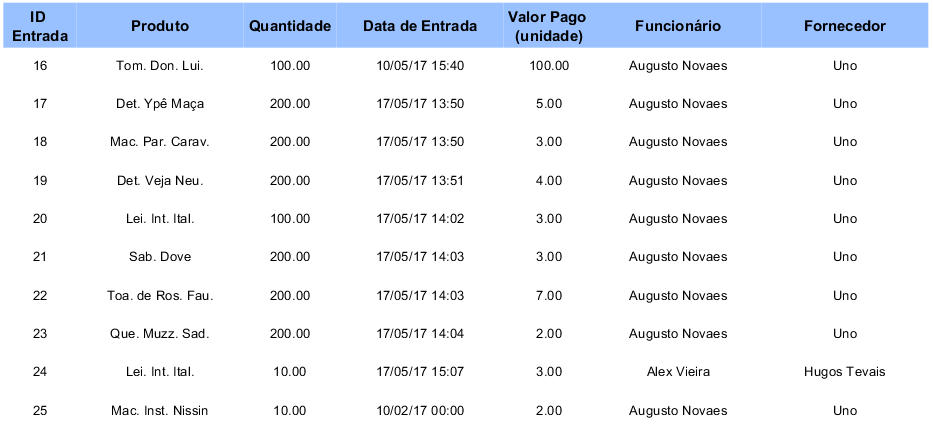 ID Entrada Produto Quantidade Data de Entrada Valor Pago (unidade) Funcionário Fornecedor
16 Tom. Don. Lui. 100.00 10/05/17 15:40 100.00 Augusto Novaes Uno
17 Det. Ypê Maça 200.00 17/05/17 13:50 5.00 Augusto Novaes Uno
18 Mac. Par. Carav. 200.00 17/05/17 13:50 3.00 Augusto Novaes Uno
19 Det. Veja Neu. 200.00 17/05/17 13:51 4.00 Augusto Novaes Uno
20 Lei. Int. Ital. 100.00 17/05/17 14:02 3.00 Augusto Novaes Uno
21 Sab. Dove 200.00 17/05/17 14:03 3.00 Augusto Novaes Uno
22 Toa. de Ros. Fau. 200.00 17/05/17 14:03 7.00 Augusto Novaes Uno
23 Que. Muzz. Sad. 200.00 17/05/17 14:04 2.00 Augusto Novaes Uno
24 Lei. Int. Ital. 10.00 17/05/17 15:07 3.00 Alex Vieira Hugos Tevais
25 Mac. Inst. Nissin 10.00 10/02/17 00:00 2.00 Augusto Novaes Uno